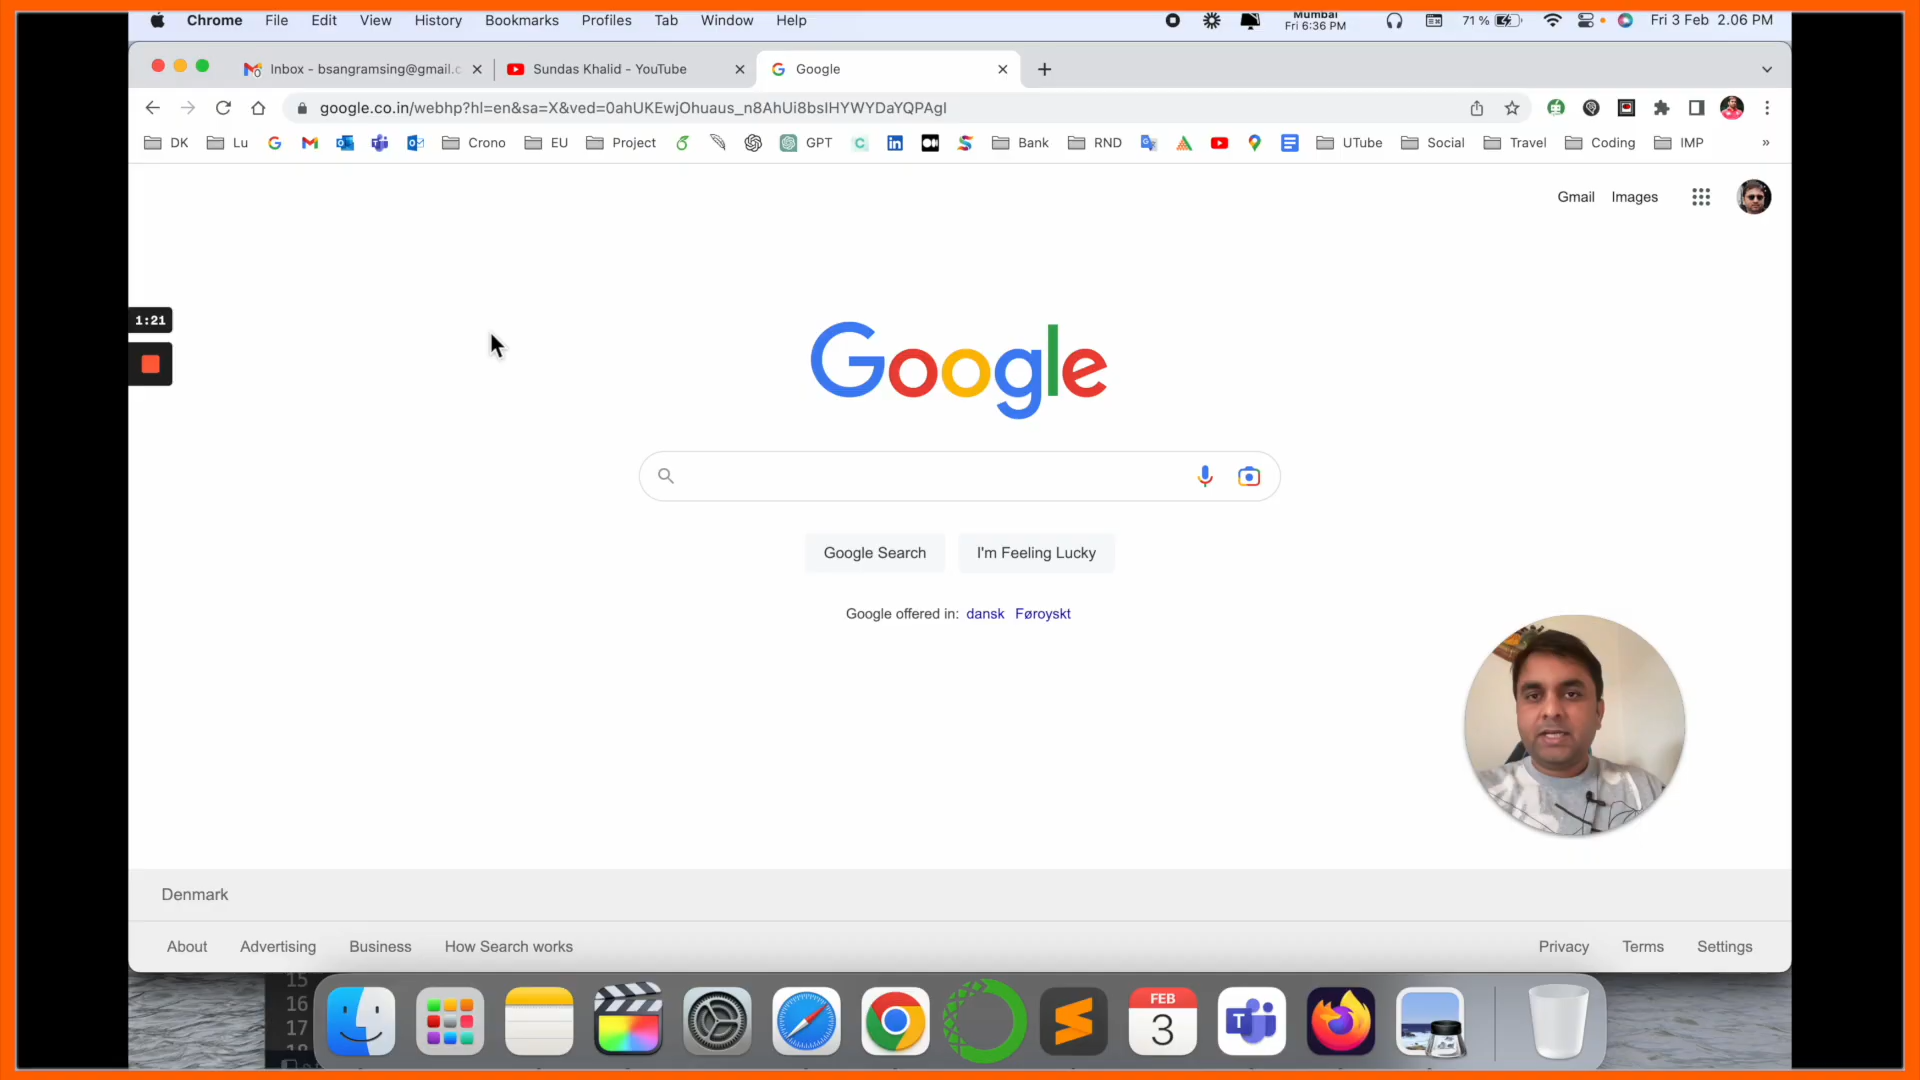 Chrome File Edit View History Bookmarks Profiles Tab Window Help
Mumbai
Fri 6:36 PM
71 %
Fri 3 Feb 2.06 PM
Inbox - bsangramsing@gmail.c
Sundas Khalid - YouTube
Google
google.co.in/webhp?hl=en&sa=X&ved=0ahUKEwjOhuaus_n8AhUi8bsIHYWYDaYQPAgI
DK Lu Crono EU Project GPT Bank RND UTube Social Travel Coding IMP »
Gmail Images
1:21
Google
Google Search
I'm Feeling Lucky
Google offered in: dansk Føroyskt
Denmark
About Advertising Business How Search works Privacy Terms Settings
15
16
17
FEB
3